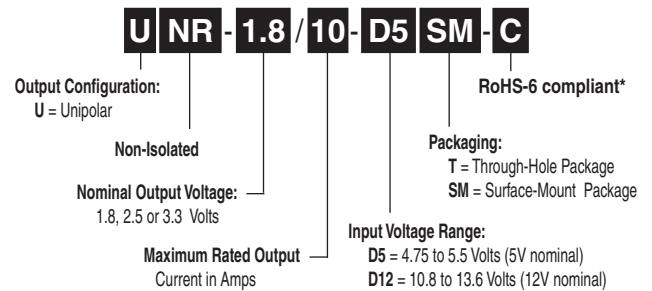 U NR - 1.8 / 10 - D5 SM - C
Output Configuration:
U = Unipolar
RoHS-6 compliant*
Non-Isolated
Packaging:
T = Through-Hole Package
SM = Surface-Mount Package
Nominal Output Voltage:
1.8, 2.5 or 3.3 Volts
Input Voltage Range:
D5 = 4.75 to 5.5 Volts (5V nominal)
D12 = 10.8 to 13.6 Volts (12V nominal)
Maximum Rated Output
Current in Amps